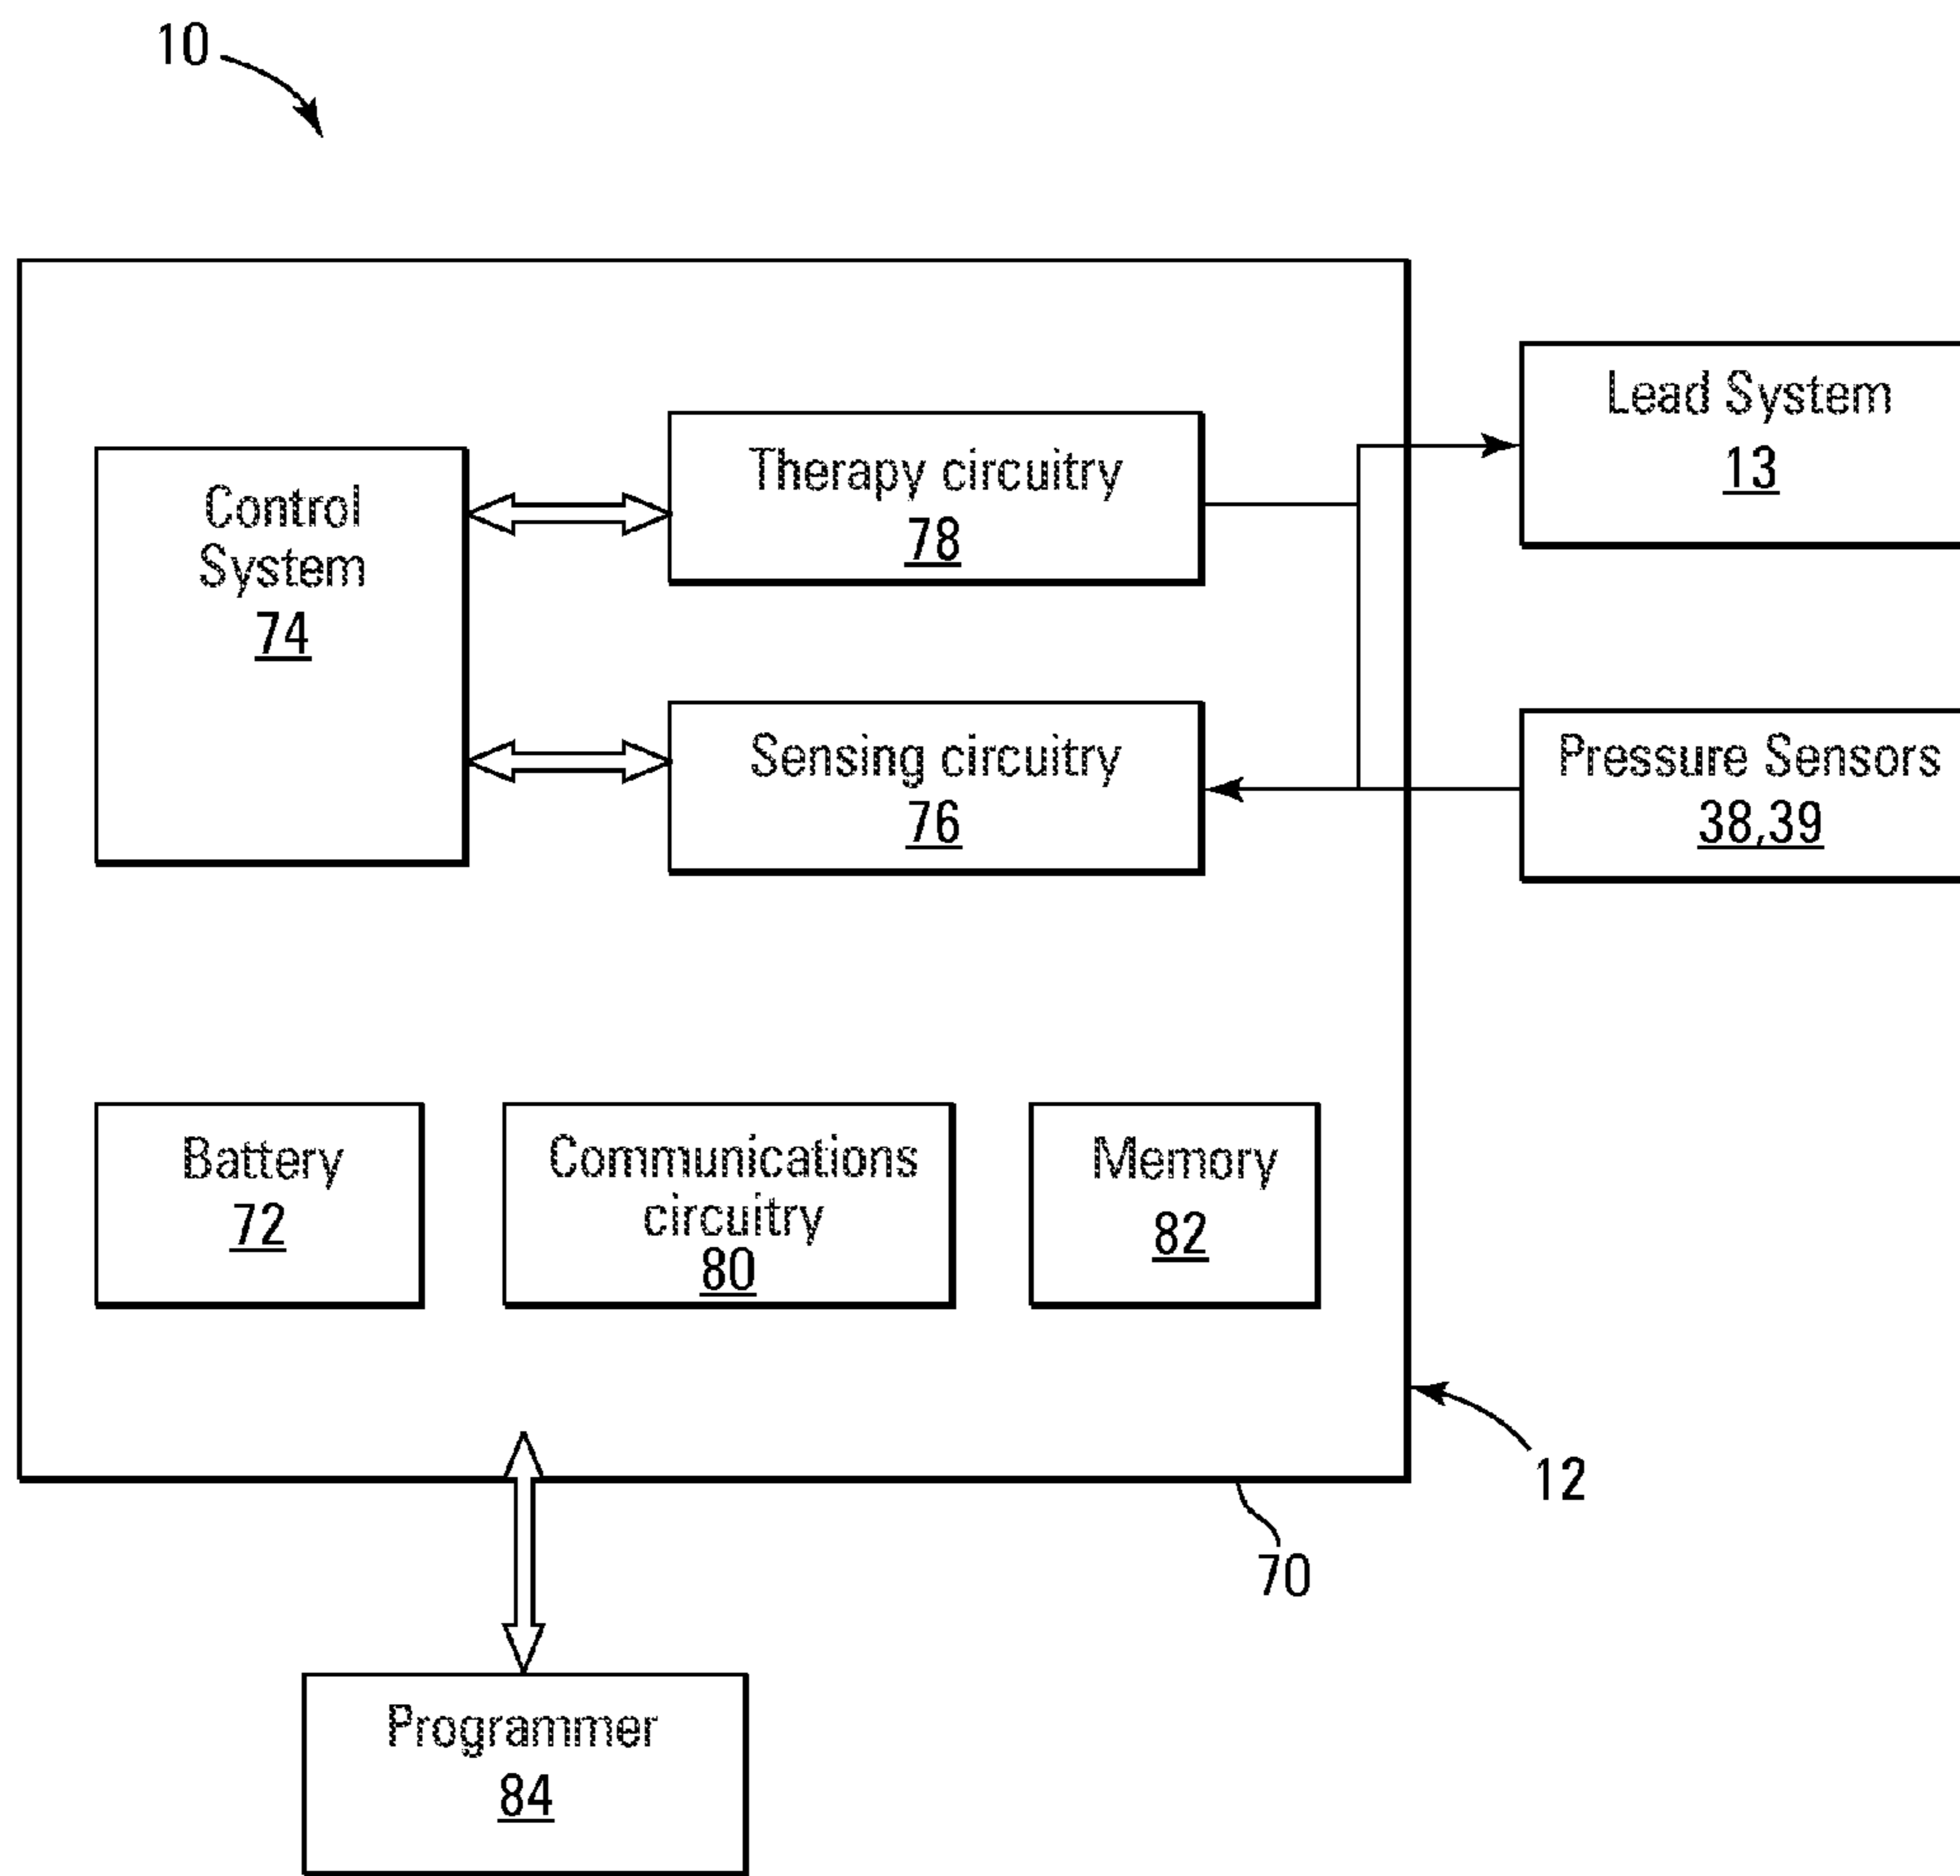 10
Control
System
74
Therapy circuitry
78
Lead System
13
Sensing circuitry
76
Pressure Sensors
38,39
Battery
72
Communications
circuitry
80
Memory
82
12
70
Programmer
84